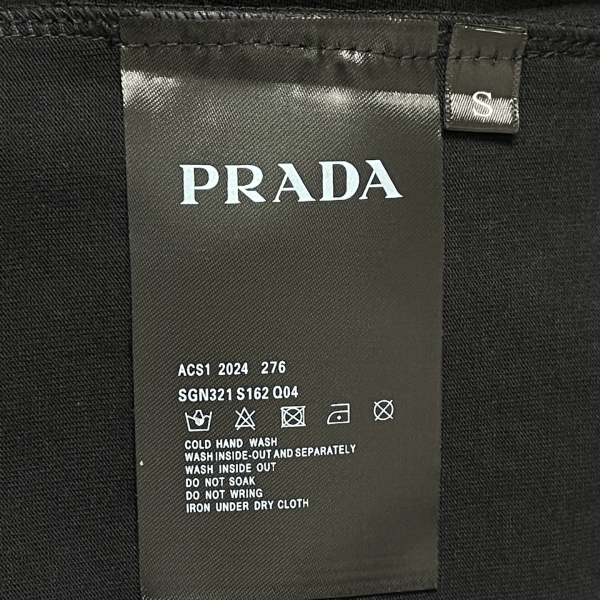 S
PRADA
ACS1 2024 276
SGN321 S162 Q04
COLD HAND WASH
WASH INSIDE-OUT AND SEPARATELY
WASH INSIDE OUT
DO NOT SOAK
DO NOT WRING
IRON UNDER DRY CLOTH